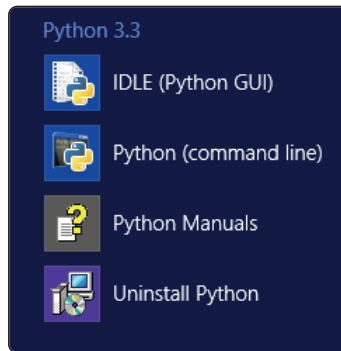 Python 3.3
IDLE (Python GUI)
Python (command line)
Python Manuals
Uninstall Python